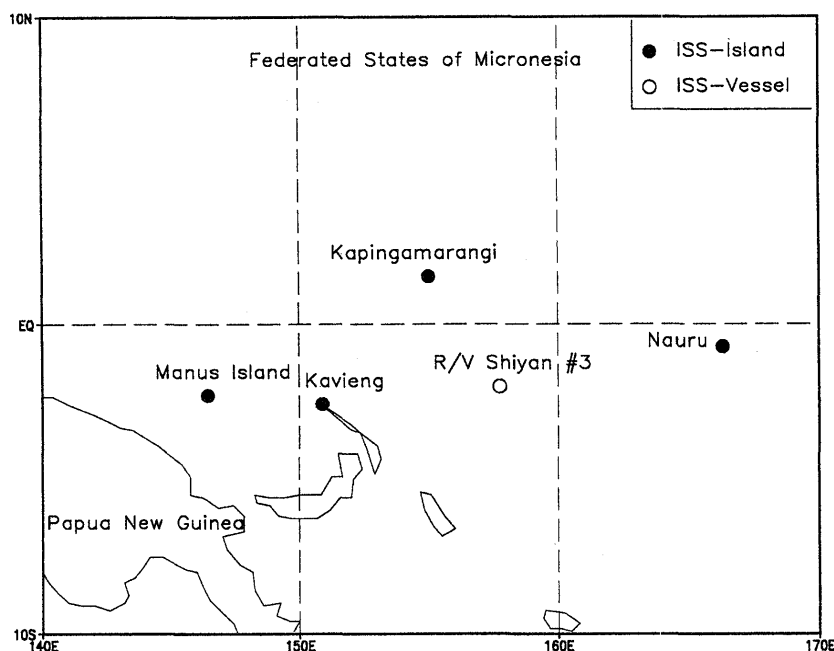 10N
Federated States of Micronesia
ISS-Island
ISS-Vessel
Kapingamarangi
EQ
Nauru
R/V Shiyan #3
Manus Island
Kavieng
Papua New Guinea
10S
140E
150E
160E
170E